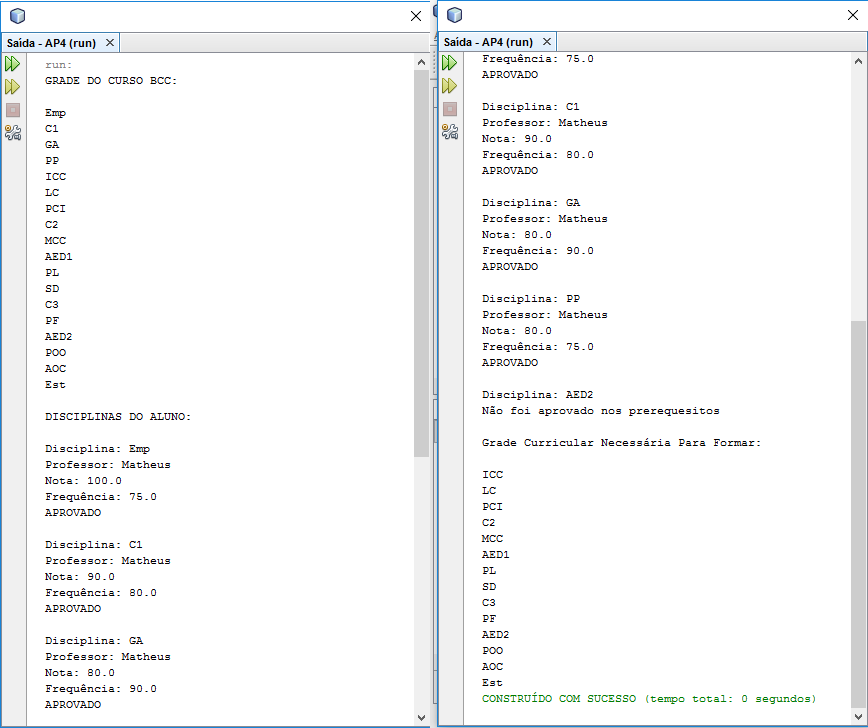 Saída - AP4 (run)
run:
GRADE DO CURSO BCC:
Emp
C1
GA
PP
ICC
LC
PCI
C2
MCC
AED1
PL
SD
C3
PF
AED2
POO
AOC
Est
DISCIPLINAS DO ALUNO:
Disciplina: Emp
Professor: Matheus
Nota: 100.0
Frequência: 75.0
APROVADO
Disciplina: C1
Professor: Matheus
Nota: 90.0
Frequência: 80.0
APROVADO
Disciplina: GA
Professor: Matheus
Nota: 80.0
Frequência: 90.0
APROVADO
Saída - AP4 (run)
Frequência: 75.0
APROVADO
Disciplina: C1
Professor: Matheus
Nota: 90.0
Frequência: 80.0
APROVADO
Disciplina: GA
Professor: Matheus
Nota: 80.0
Frequência: 90.0
APROVADO
Disciplina: PP
Professor: Matheus
Nota: 80.0
Frequência: 75.0
APROVADO
Disciplina: AED2
Não foi aprovado nos prerequesitos
Grade Curricular Necessária Para Formar:
ICC
LC
PCI
C2
MCC
AED1
PL
SD
C3
PF
AED2
POO
AOC
Est
CONSTRUÍDO COM SUCESSO (tempo total: 0 segundos)